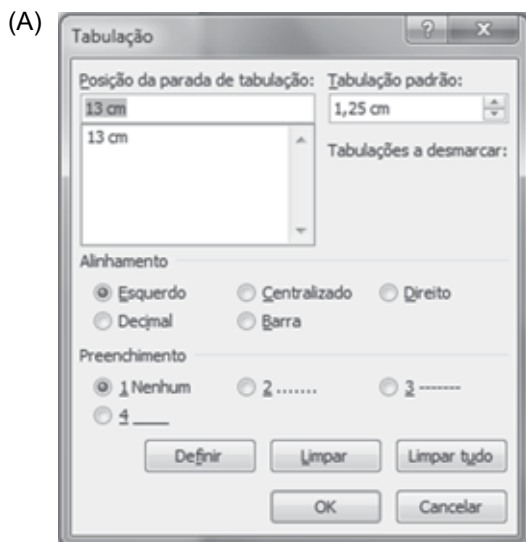 (A)
Tabulação
Posição da parada de tabulação: Tabulação padrão:
13 cm 1,25 cm
13 cm
Tabulações a desmarcar:
Alinhamento
Esquerdo Centralizado Direito
Decimal Barra
Preenchimento
1 Nenhum 2 ....... 3 -------
4 ____
Definir Limpar Limpar tudo
OK Cancelar